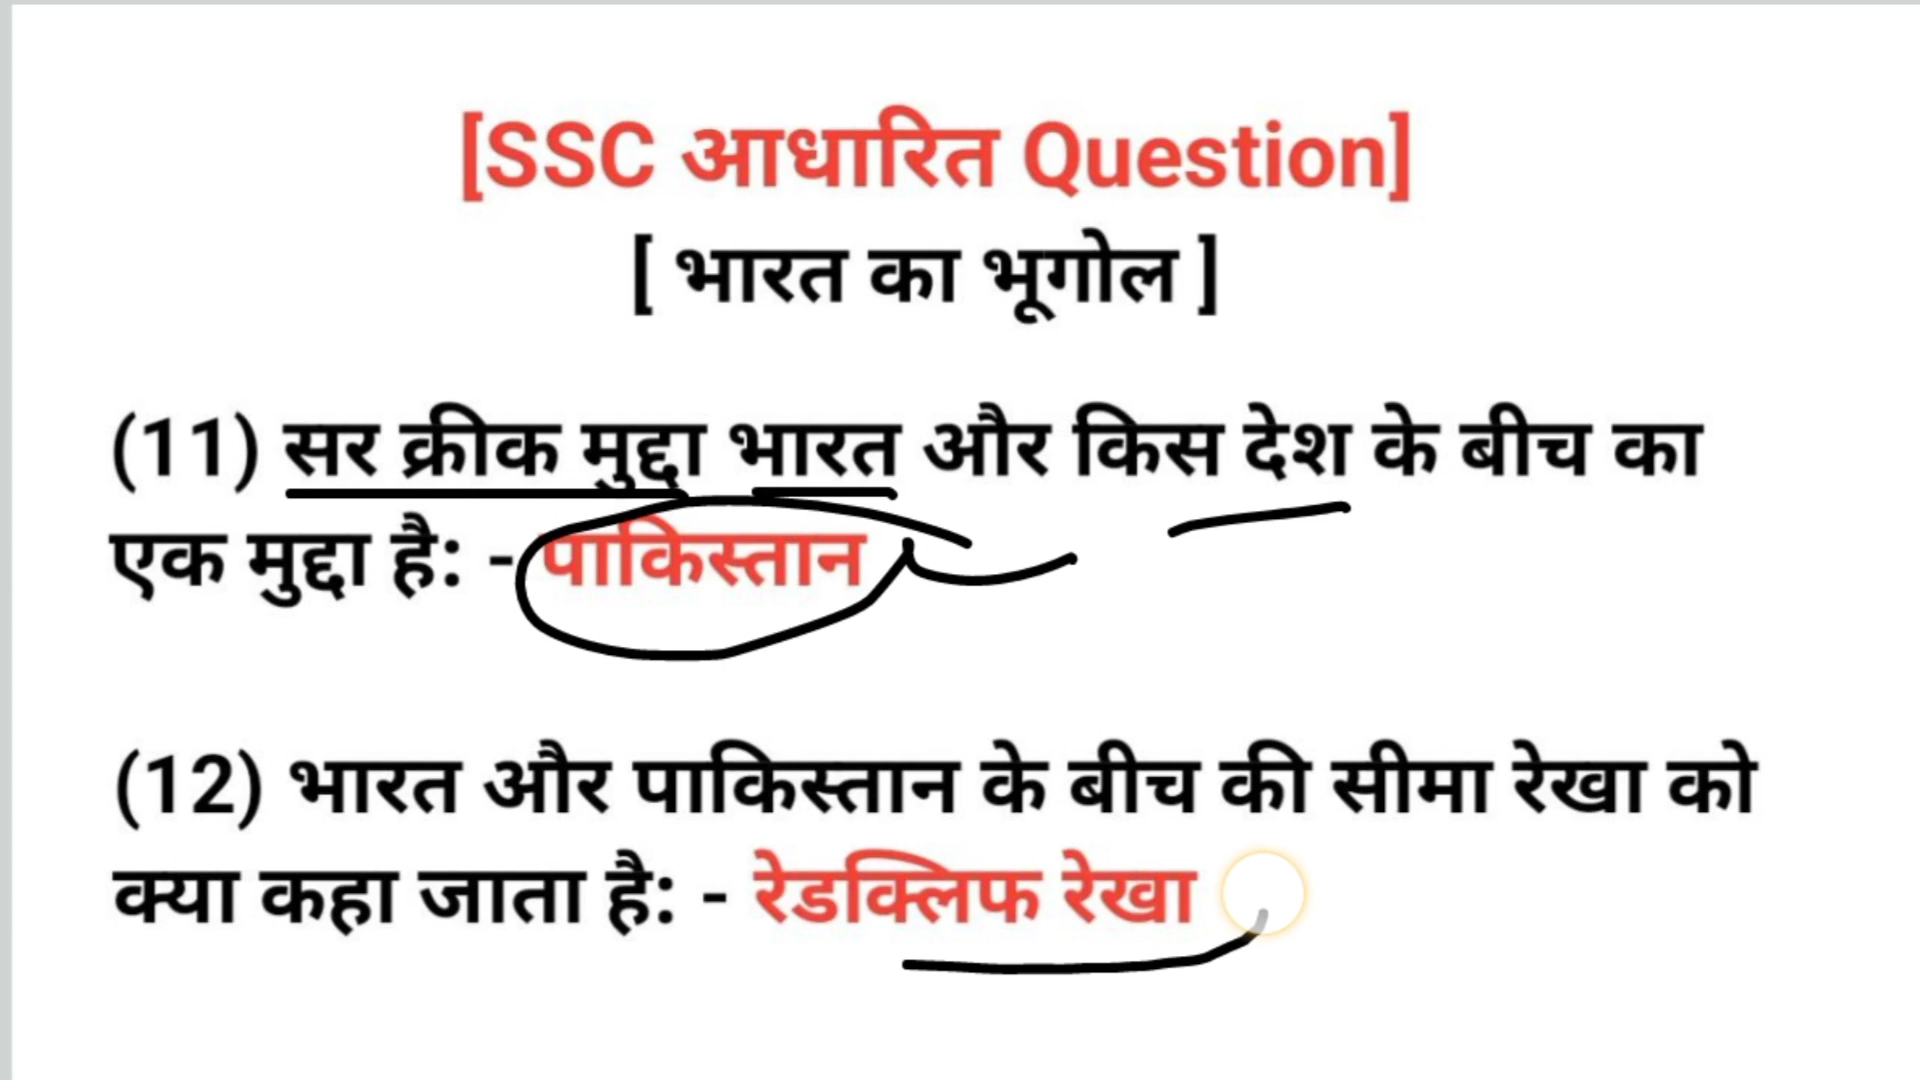 [SSC आधारित Question]
[ भारत का भूगोल ]
(11) सर क्रीक मुद्दा भारत और किस देश के बीच का
एक मुद्दा है: - पाकिस्तान
(12) भारत और पाकिस्तान के बीच की सीमा रेखा को
क्या कहा जाता है: - रेडक्लिफ रेखा